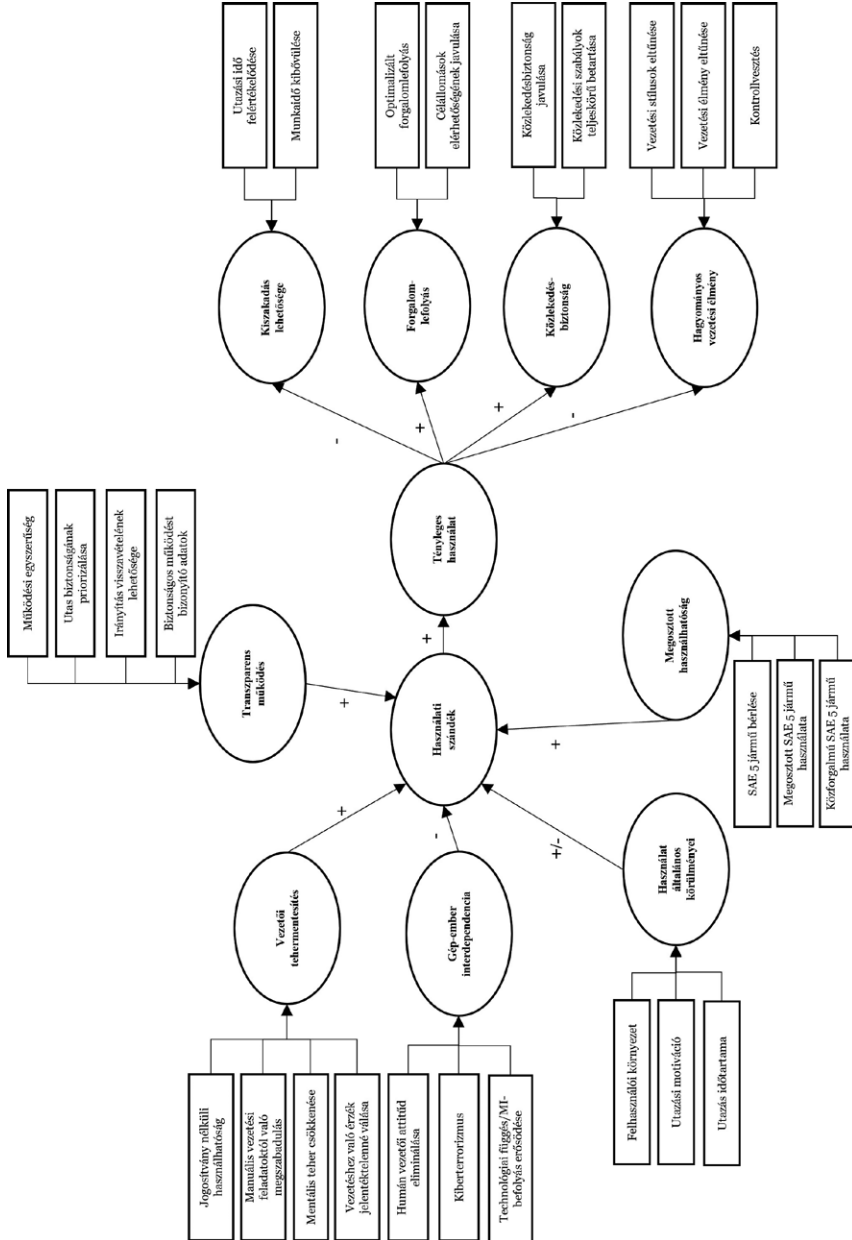 Működési egyszerűség
Utas biztonságának
priorizálása
Irányítás visszavételének
lehetősége
Biztonságos működést
bizonyító adatok
Transzparens
működés
Jogosítvány nélküli
használhatóság
Manuális vezetési
feladatoktól való
megszabadulás
Mentális teher csökkenése
Vezetéshez való érzék
jelentéktelenné válása
Vezetői
tehermentesítés
Humán vezetői attitűd
eliminálása
Kiberterrorizmus
Technológiai függés/MI-
befolyás erősödése
Gép-ember
interdependencia
Felhasználói környezet
Utazási motiváció
Utazás időtartama
Használat
általános
körülményei
SAE 5 jármű bérlése
Megosztott SAE 5 jármű
használata
Közforgalmú SAE 5 jármű
használata
Megosztott
használhatóság
+
+
-
+/-
+
Használati
szándék
+
Tényleges
használat
-
+
+
-
Kiszakadás
lehetősége
Utazási idő
felértékelődése
Munkaidő kibővülése
Forgalom-
lefolyás
Optimalizált
forgalomlefolyás
Célállomások
elérhetőségének javulása
Közlekedés-
biztonság
Közlekedésbiztonság
javulása
Közlekedési szabályok
teljeskörű betartása
Hagyományos
vezetési élmény
Vezetési stílusok eltűnése
Vezetési élmény eltűnése
Kontrollvesztés